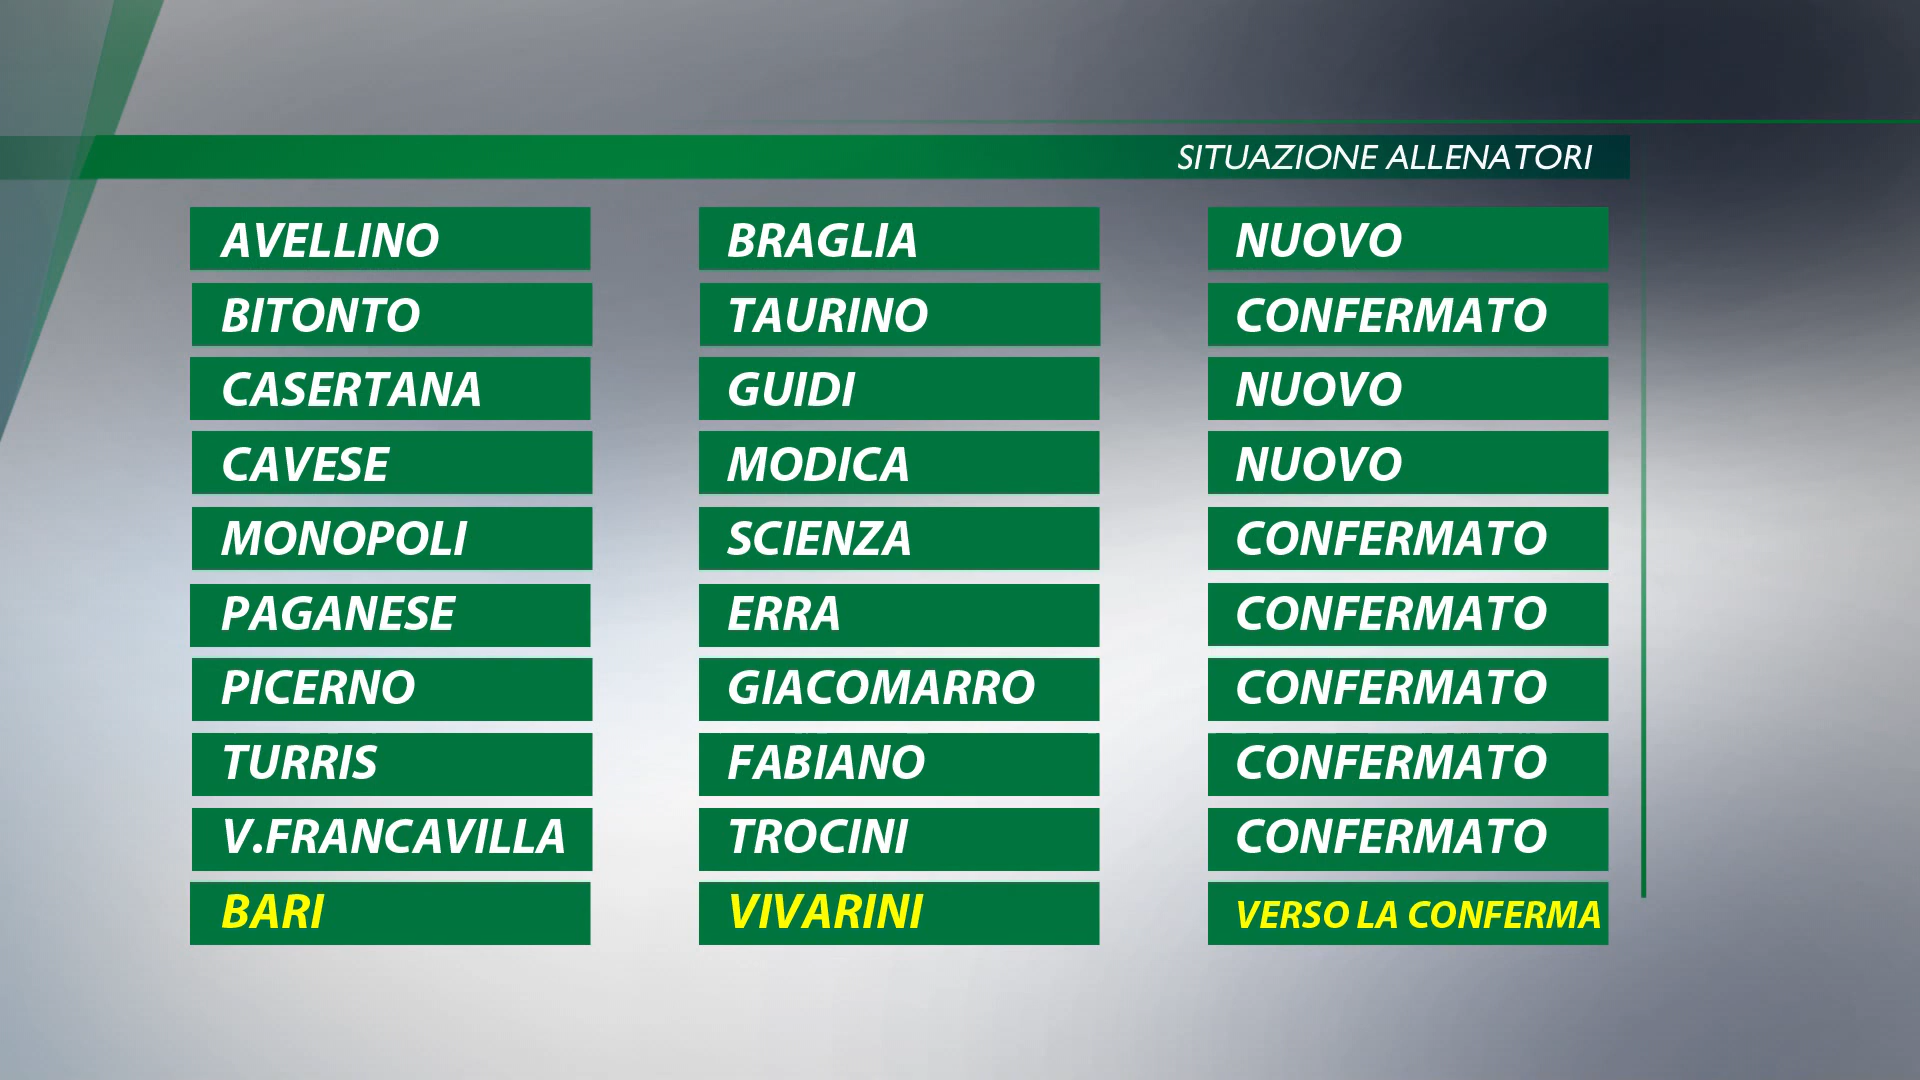 SITUAZIONE ALLENATORI
AVELLINO BRAGLIA NUOVO
BITONTO TAURINO CONFERMATO
CASERTANA GUIDI NUOVO
CAVESE MODICA NUOVO
MONOPOLI SCIENZA CONFERMATO
PAGANESE ERRA CONFERMATO
PICERNO GIACOMARRO CONFERMATO
TURRIS FABIANO CONFERMATO
V.FRANCAVILLA TROCINI CONFERMATO
BARI VIVARINI VERSO LA CONFERMA